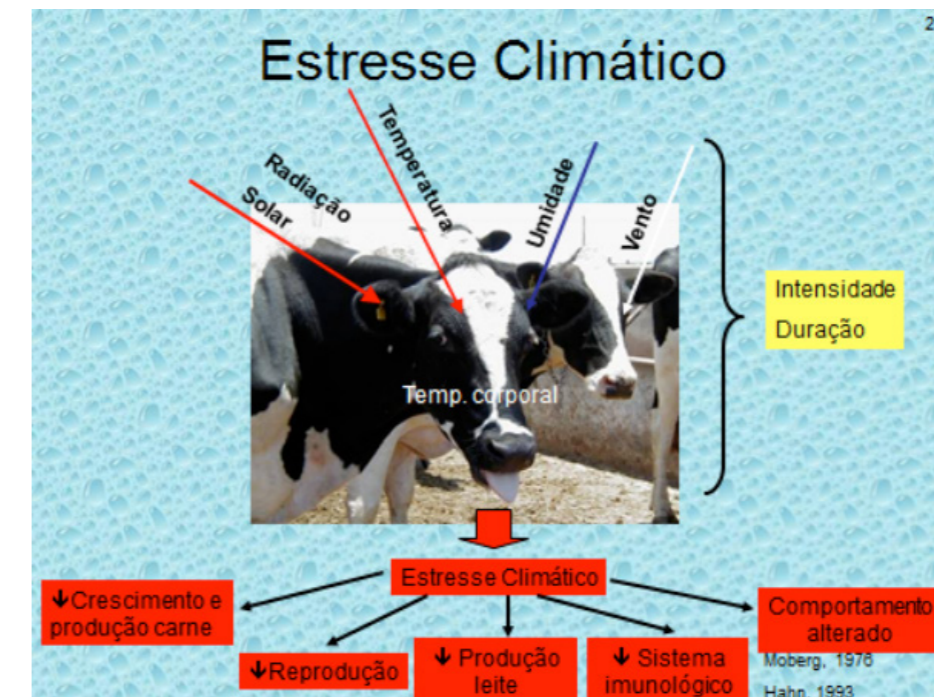 2
Estresse Climático
Radiação
Solar
Temperatura
Umidade
Vento
Intensidade
Duração
Temp. corporal
Estresse Climático
↓Crescimento e
produção carne
↓Reprodução
↓ Produção
leite
↓ Sistema
imunológico
Comportamento
alterado
Moberg, 1976
Hahn, 1993